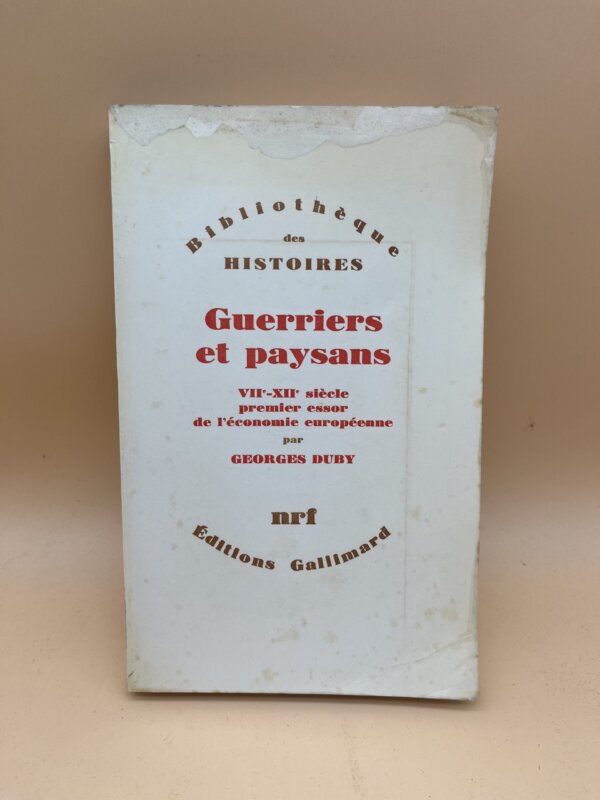 Bibliothèque
des
HISTOIRES
Guerriers
et paysans
VIIe-XIIe siècle
premier essor
de l'économie européenne
par
GEORGES DUBY
nrf
Éditions Gallimard